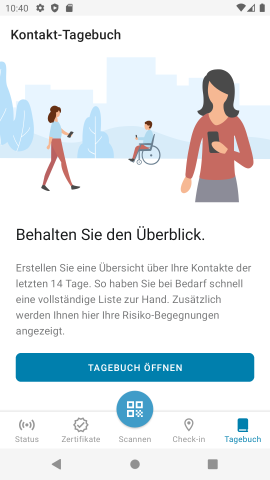 10:40
Kontakt-Tagebuch
Behalten Sie den Überblick.
Erstellen Sie eine Übersicht über Ihre Kontakte der
letzten 14 Tage. So haben Sie bei Bedarf schnell
eine vollständige Liste zur Hand. Zusätzlich
werden Ihnen hier Ihre Risiko-Begegnungen
angezeigt.
TAGEBUCH ÖFFNEN
Status Zertifikate Scannen Check-in Tagebuch